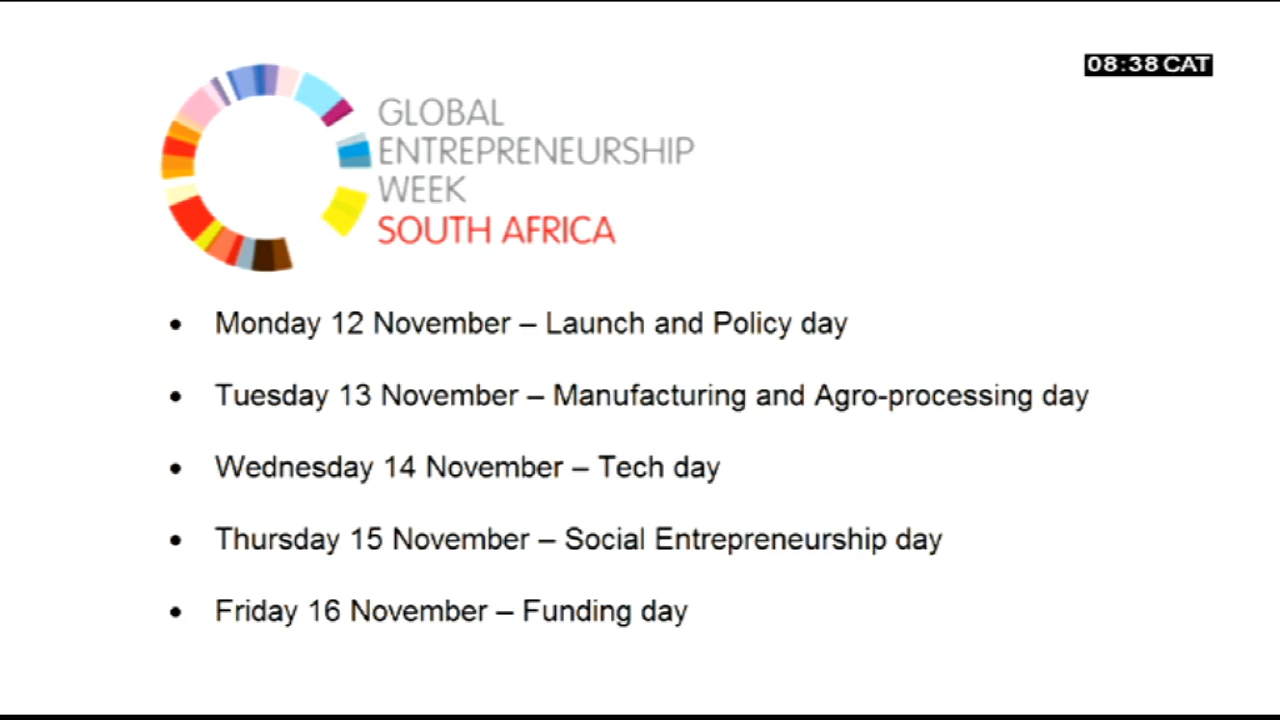 08:38 CAT
GLOBAL
ENTREPRENEURSHIP
WEEK
SOUTH AFRICA
• Monday 12 November – Launch and Policy day
• Tuesday 13 November – Manufacturing and Agro-processing day
• Wednesday 14 November – Tech day
• Thursday 15 November – Social Entrepreneurship day
• Friday 16 November – Funding day